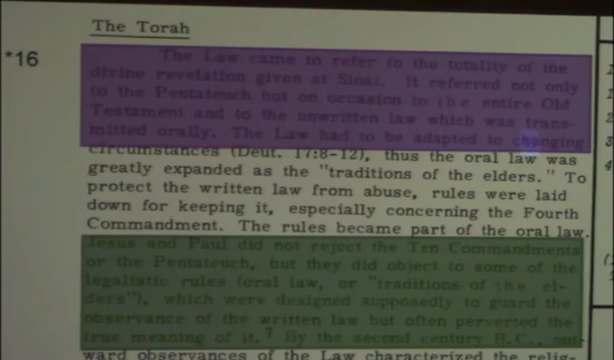 The Torah
*16
The Law came to refer to the totality of the
divine revelation given at Sinai. It referred not only
to the Pentateuch but on occasion to the entire Old
Testament and to the unwritten law which was trans-
mitted orally. The Law had to be adapted to changing
circumstances (Deut. 17:8-12), thus the oral law was
greatly expanded as the "traditions of the elders." To
protect the written law from abuse, rules were laid
down for keeping it, especially concerning the Fourth
Commandment. The rules became part of the oral law.
Jesus and Paul did not reject the Ten Commandments
or the Pentateuch, but they did object to some of the
legalistic rules (oral law, or "traditions of the el-
ders"), which were designed supposedly to guard the
observance of the written law but often perverted the
true meaning of it.7 By the second century B.C., out-
ward observances of the Law characterized the relig-
1
1
2
3
4